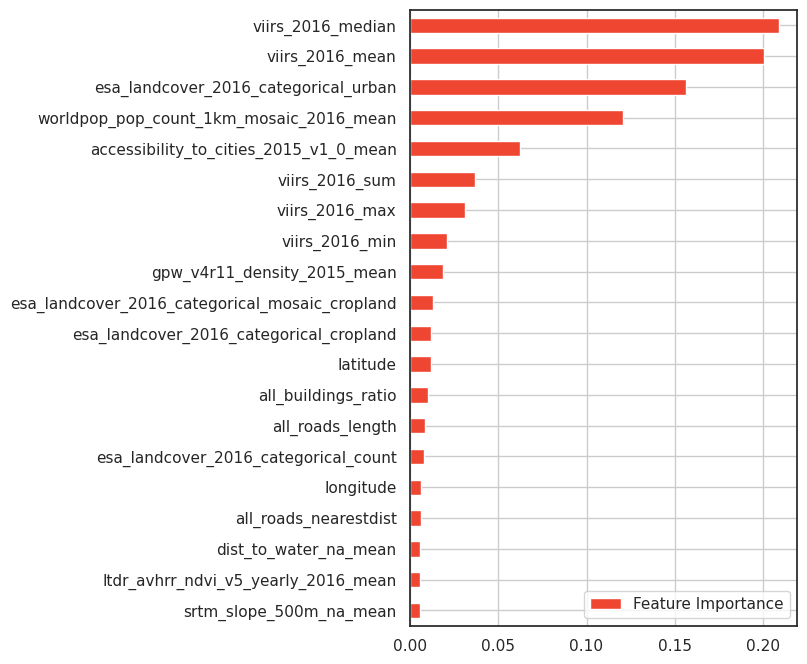 viirs_2016_median
viirs_2016_mean
esa_landcover_2016_categorical_urban
worldpop_pop_count_1km_mosaic_2016_mean
accessibility_to_cities_2015_v1_0_mean
viirs_2016_sum
viirs_2016_max
viirs_2016_min
gpw_v4r11_density_2015_mean
esa_landcover_2016_categorical_mosaic_cropland
esa_landcover_2016_categorical_cropland
latitude
all_buildings_ratio
all_roads_length
esa_landcover_2016_categorical_count
longitude
all_roads_nearestdist
dist_to_water_na_mean
ltdr_avhrr_ndvi_v5_yearly_2016_mean
srtm_slope_500m_na_mean
Feature Importance
0.00 0.05 0.10 0.15 0.20